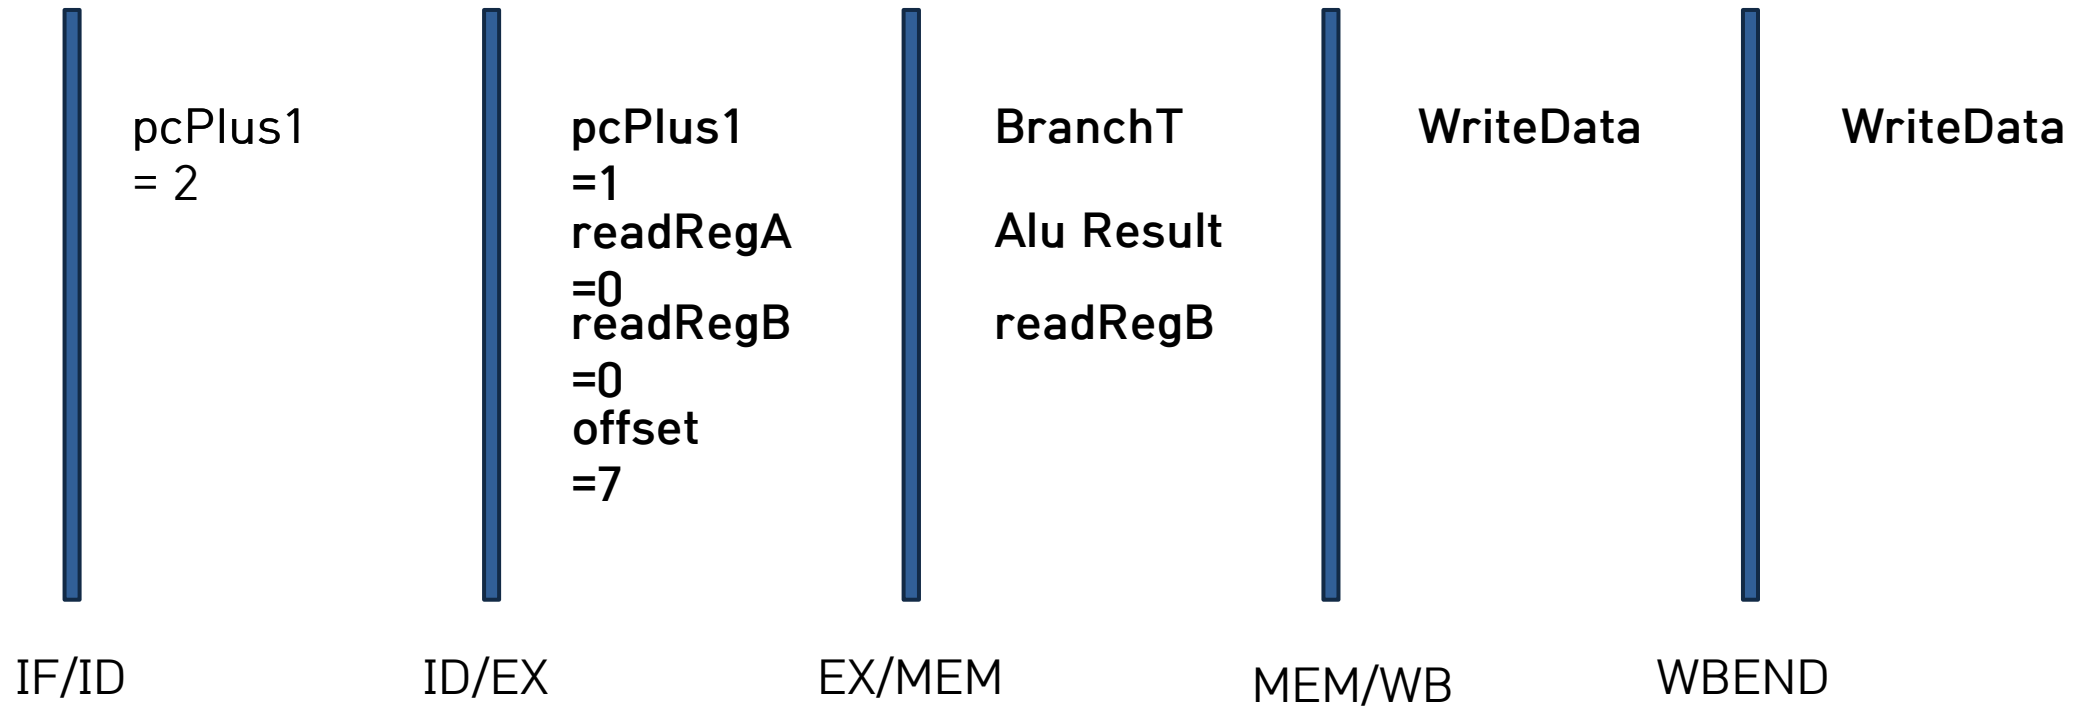 pcPlus1
= 2
pcPlus1
=1
readRegA
=0
readRegB
=0
offset
=7
BranchT
Alu Result
readRegB
WriteData
WriteData
IF/ID
ID/EX
EX/MEM
MEM/WB
WBEND